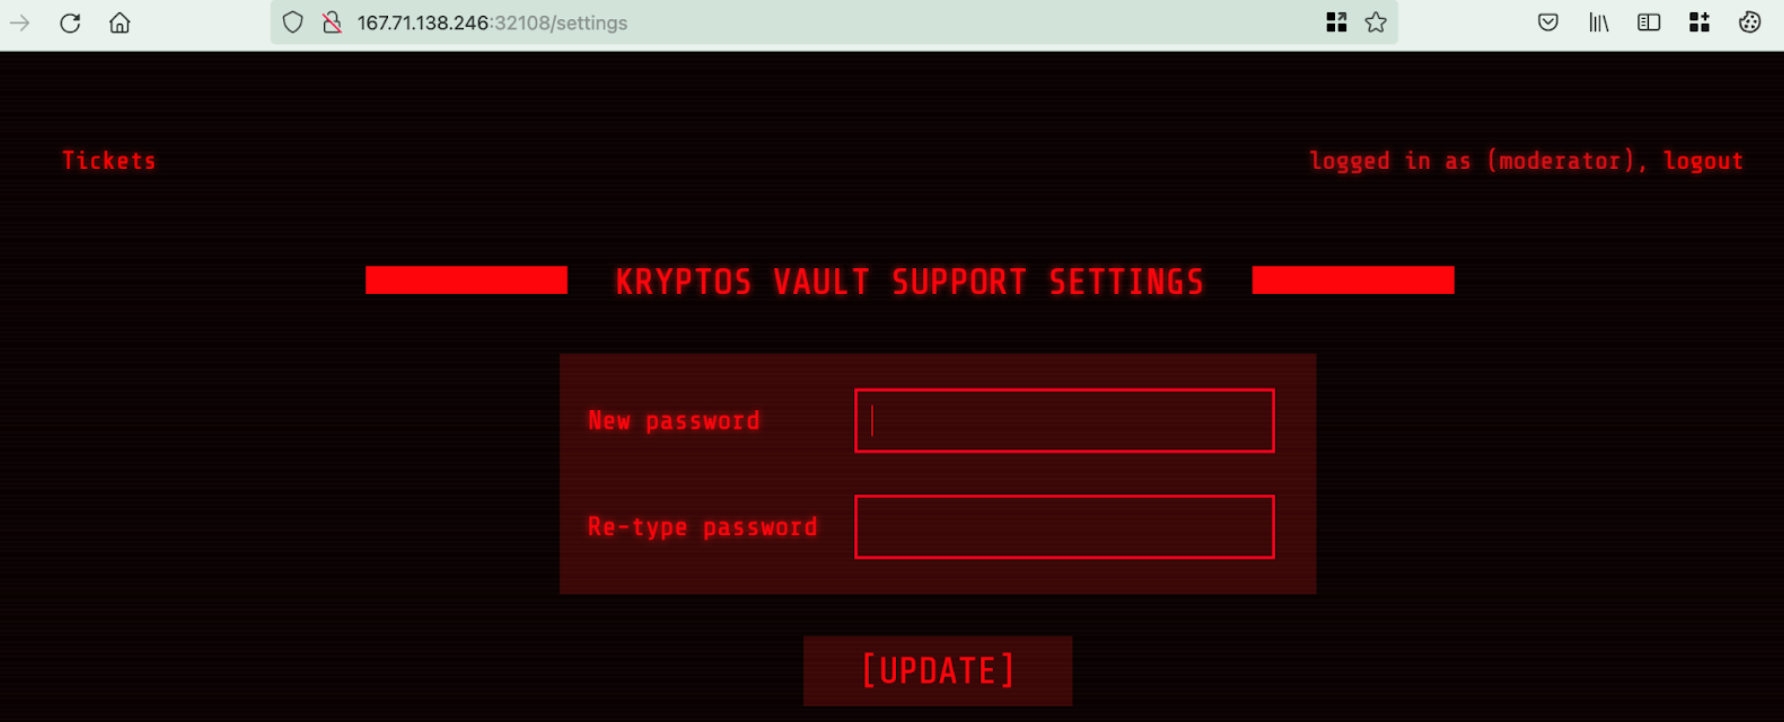 167.71.138.246:32108/settings
Tickets
logged in as (moderator), logout
KRYPTOS VAULT SUPPORT SETTINGS
New password
Re-type password
[UPDATE]